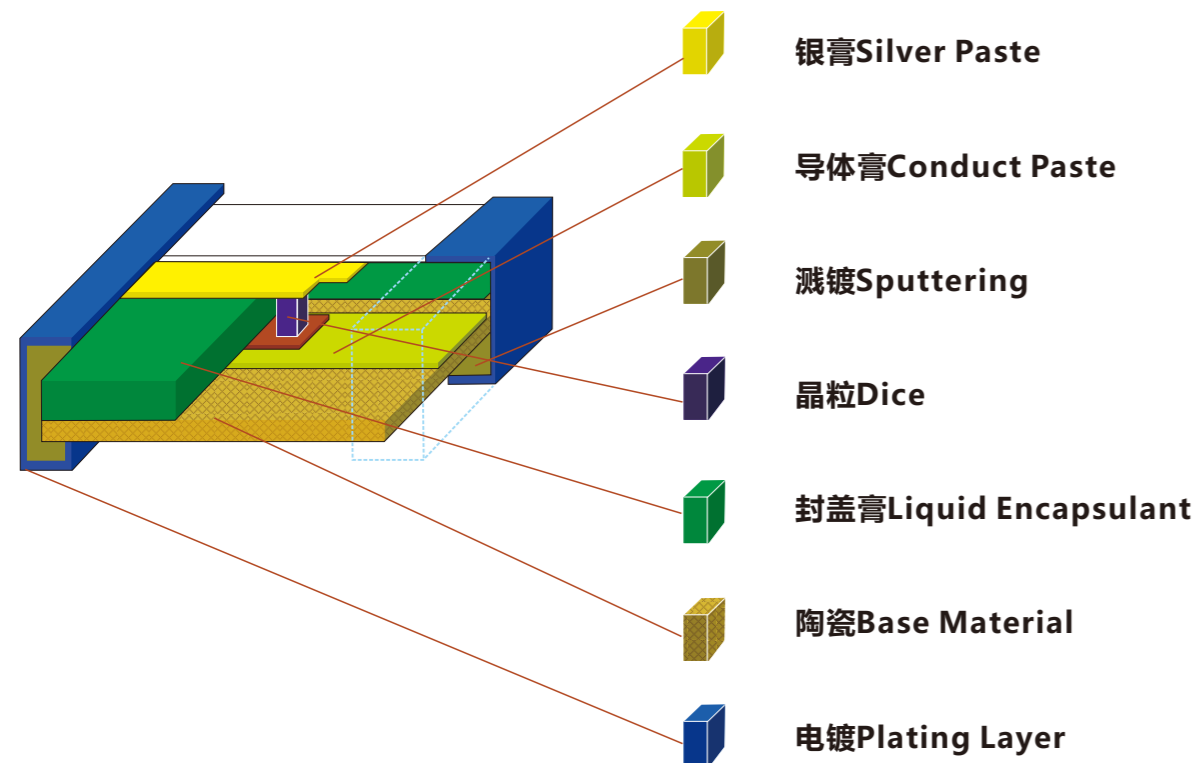 银膏Silver Paste
导体膏Conduct Paste
溅镀Sputtering
晶粒Dice
封盖膏Liquid Encapsulant
陶瓷Base Material
电镀Plating Layer